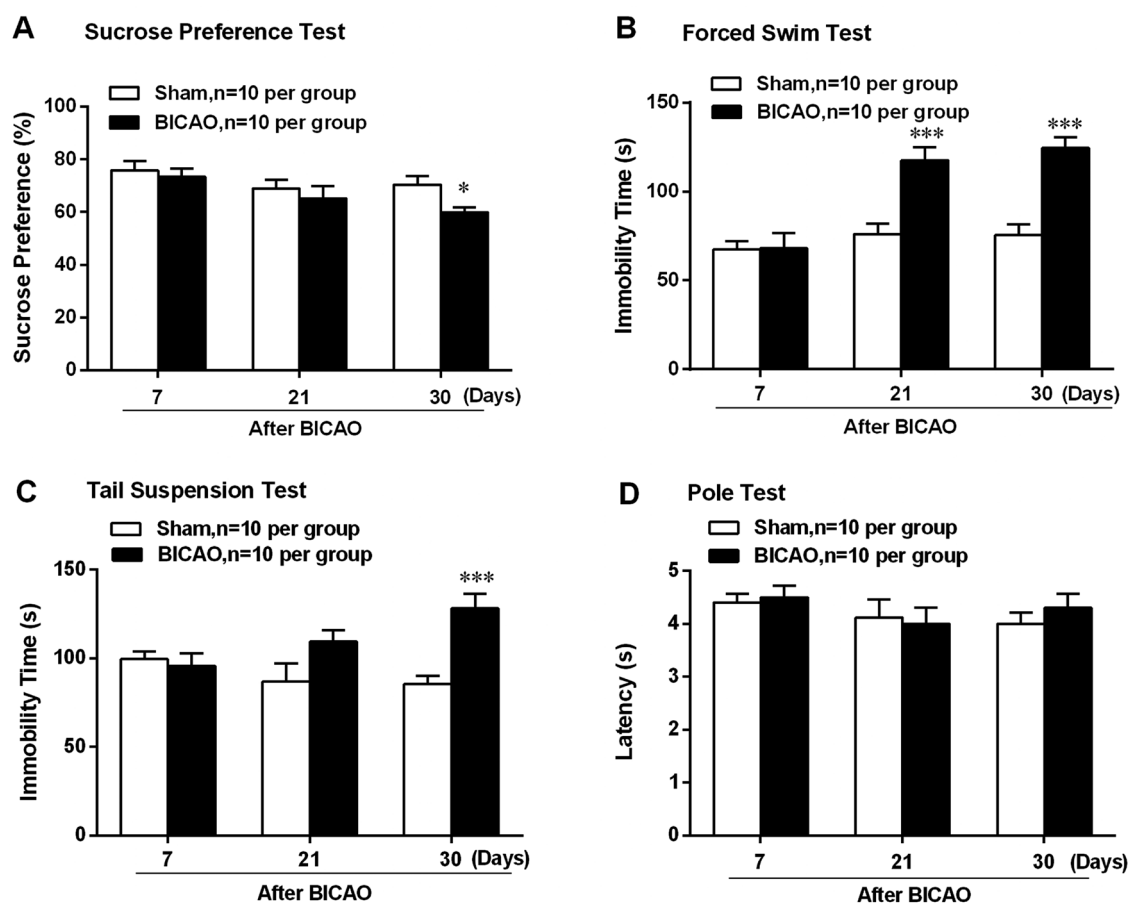 A Sucrose Preference Test
Sham,n=10 per group
BICAO,n=10 per group
Sucrose Preference (%)
100
80
60
40
20
0
*
7 21 30 (Days)
After BICAO
B Forced Swim Test
Sham,n=10 per group
BICAO,n=10 per group
Immobility Time (s)
150
100
50
0
*** ***
7 21 30 (Days)
After BICAO
C Tail Suspension Test
Sham,n=10 per group
BICAO,n=10 per group
Immobility Time (s)
150
100
50
0
***
7 21 30 (Days)
After BICAO
D Pole Test
Sham,n=10 per group
BICAO,n=10 per group
Latency (s)
5
4
3
2
1
0
7 21 30 (Days)
After BICAO